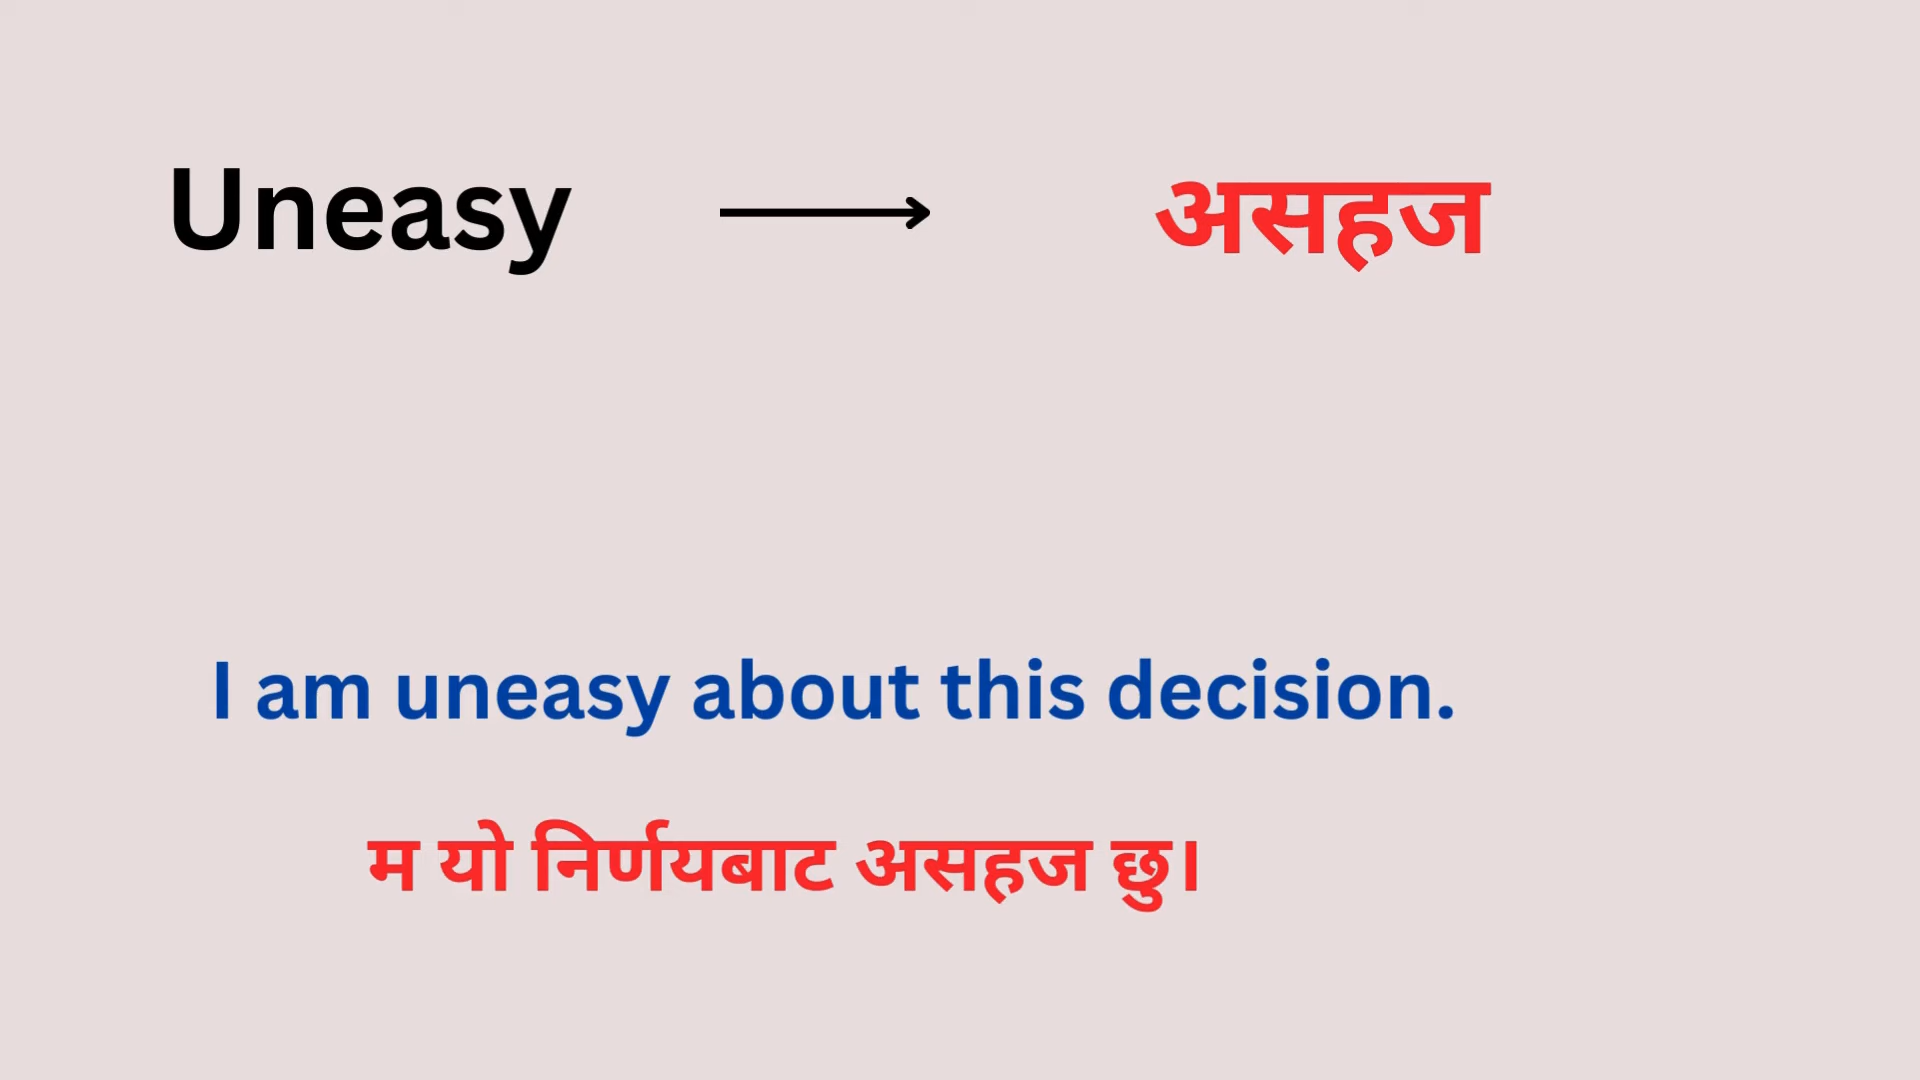 Uneasy → असहज
I am uneasy about this decision.
म यो निर्णयबाट असहज छु।